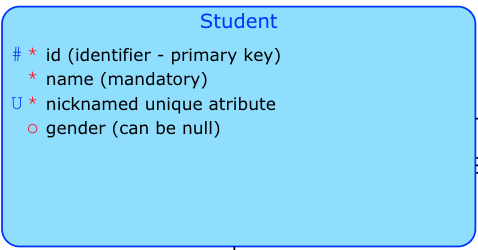 Student
# * id (identifier - primary key)
* name (mandatory)
U * nicknamed unique atribute
o gender (can be null)